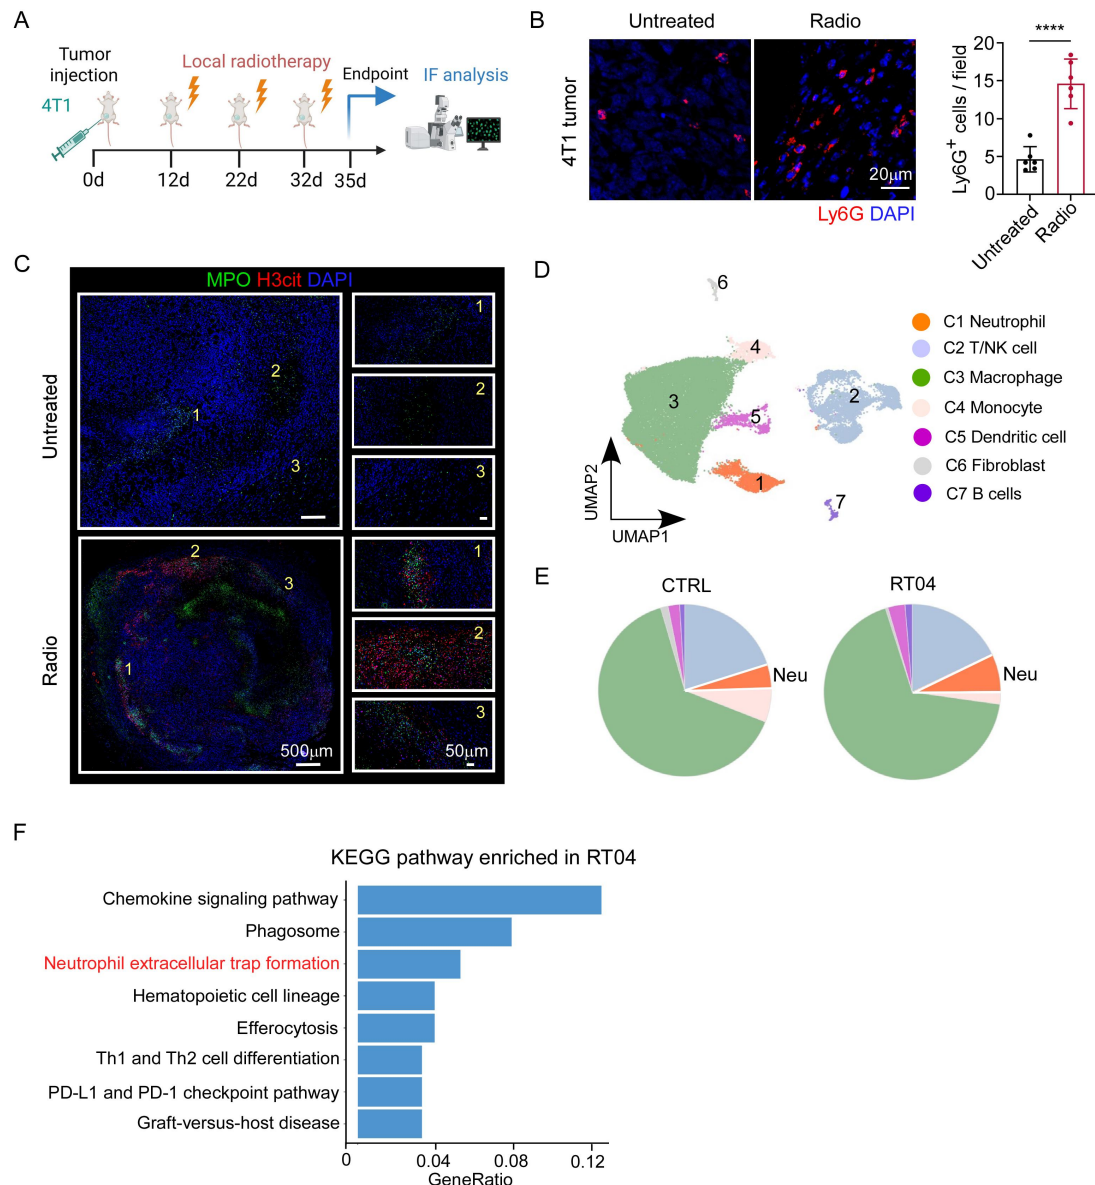 A
Tumor
injection
4T1
Local radiotherapy
Endpoint
IF analysis
0d 12d 22d 32d 35d
B
Untreated Radio
4T1 tumor
20μm
Ly6G DAPI
****
Ly6G+ cells / field
20
15
10
5
0
Untreated
Radio
C
MPO H3cit DAPI
Untreated
1
2
3
1
2
3
Radio
1
2
3
500μm
1
2
3
50μm
D
6
4
3
2
5
1
7
UMAP2
UMAP1
C1 Neutrophil
C2 T/NK cell
C3 Macrophage
C4 Monocyte
C5 Dendritic cell
C6 Fibroblast
C7 B cells
E
CTRL
Neu
RT04
Neu
F
KEGG pathway enriched in RT04
Chemokine signaling pathway
Phagosome
Neutrophil extracellular trap formation
Hematopoietic cell lineage
Efferocytosis
Th1 and Th2 cell differentiation
PD-L1 and PD-1 checkpoint pathway
Graft-versus-host disease
0 0.04 0.08 0.12
GeneRatio